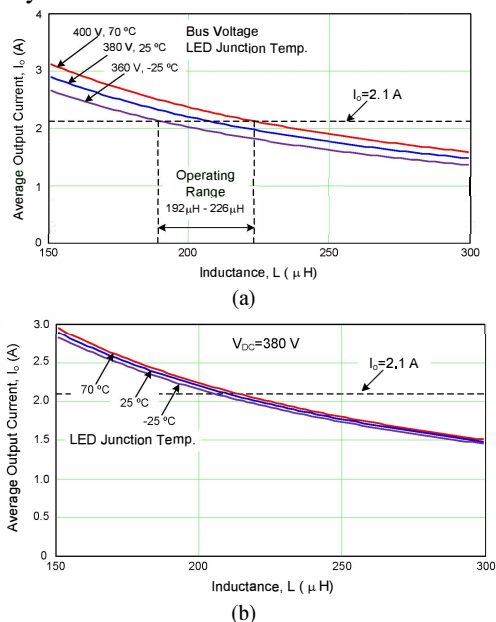 400 V, 70 ºC
380 V, 25 ºC
360 V, -25 ºC
Bus Voltage
LED Junction Temp.
Io=2.1 A
Operating
Range
192μH - 226μH
Average Output Current, Io (A)
4
3
2
1
0
150
200
250
300
Inductance, L ( μ H)
(a)
VDC=380 V
Io=2.1 A
70 ºC
25 ºC
-25 ºC
LED Junction Temp.
Average Output Current, Io (A)
3.0
2.5
2.0
1.5
1.0
0.5
0.0
150
200
250
300
Inductance, L ( μ H)
(b)